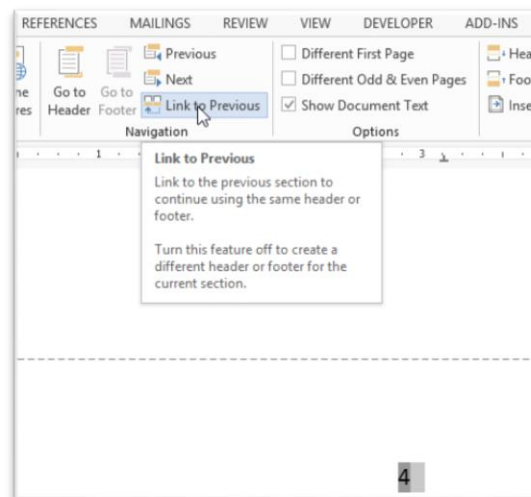 REFERENCES MAILINGS REVIEW VIEW DEVELOPER ADD-INS
Previous Different First Page
Go to Go to Next Different Odd & Even Pages
Header Footer Link to Previous Show Document Text
Navigation Options
1 3
Link to Previous
Link to the previous section to
continue using the same header or
footer.
Turn this feature off to create a
different header or footer for the
current section.
4